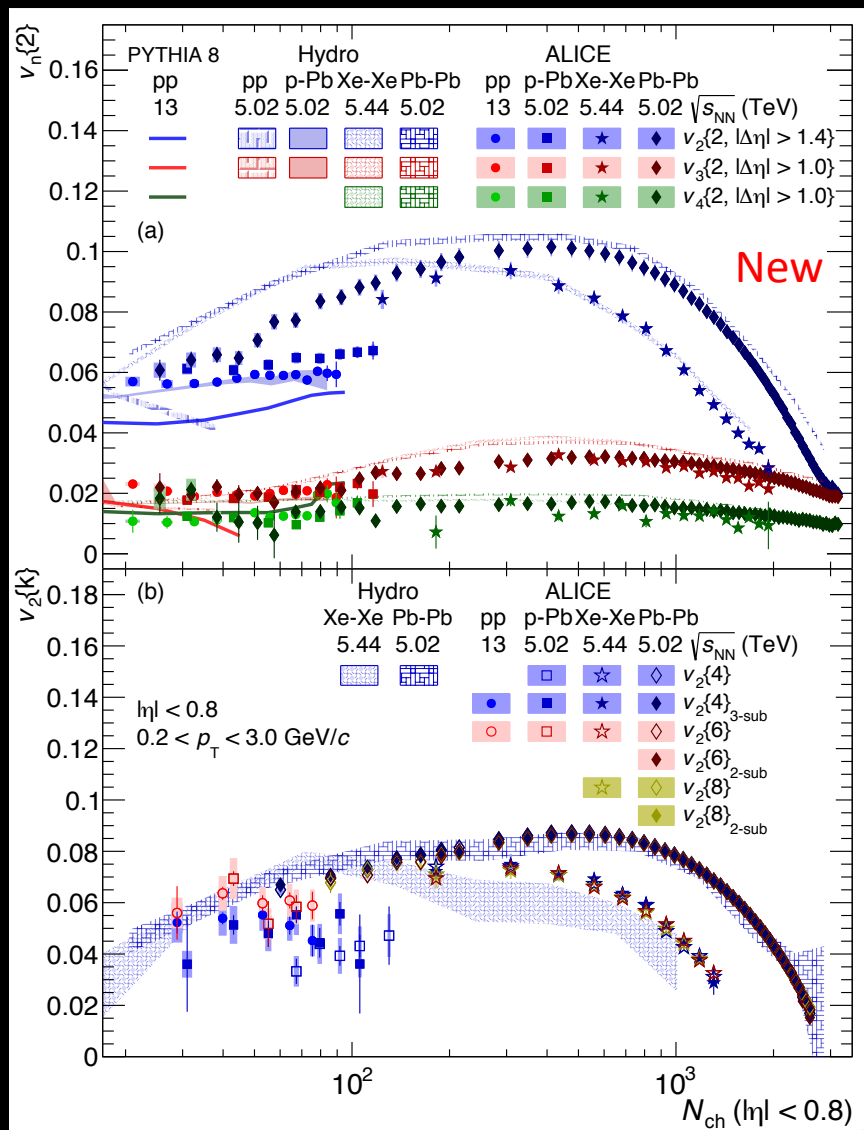 v_n{2}
PYTHIA 8 Hydro ALICE
pp pp p-Pb Xe-Xe Pb-Pb pp p-Pb Xe-Xe Pb-Pb
13 5.02 5.02 5.44 5.02 13 5.02 5.44 5.02 √s_NN (TeV)
v_2{2, |Δη| > 1.4}
v_3{2, |Δη| > 1.0}
v_4{2, |Δη| > 1.0}
0.16
0.14
0.12
0.1
0.08
0.06
0.04
0.02
0
(a)
New
v_2{k}
(b) Hydro ALICE
Xe-Xe Pb-Pb pp p-Pb Xe-Xe Pb-Pb
5.44 5.02 13 5.02 5.44 5.02 √s_NN (TeV)
v_2{4}
v_2{4}_3-sub
v_2{6}
v_2{6}_2-sub
v_2{8}
v_2{8}_2-sub
|η| < 0.8
0.2 < p_T < 3.0 GeV/c
0.18
0.16
0.14
0.12
0.1
0.08
0.06
0.04
0.02
0
10^2 10^3
N_ch (|η| < 0.8)